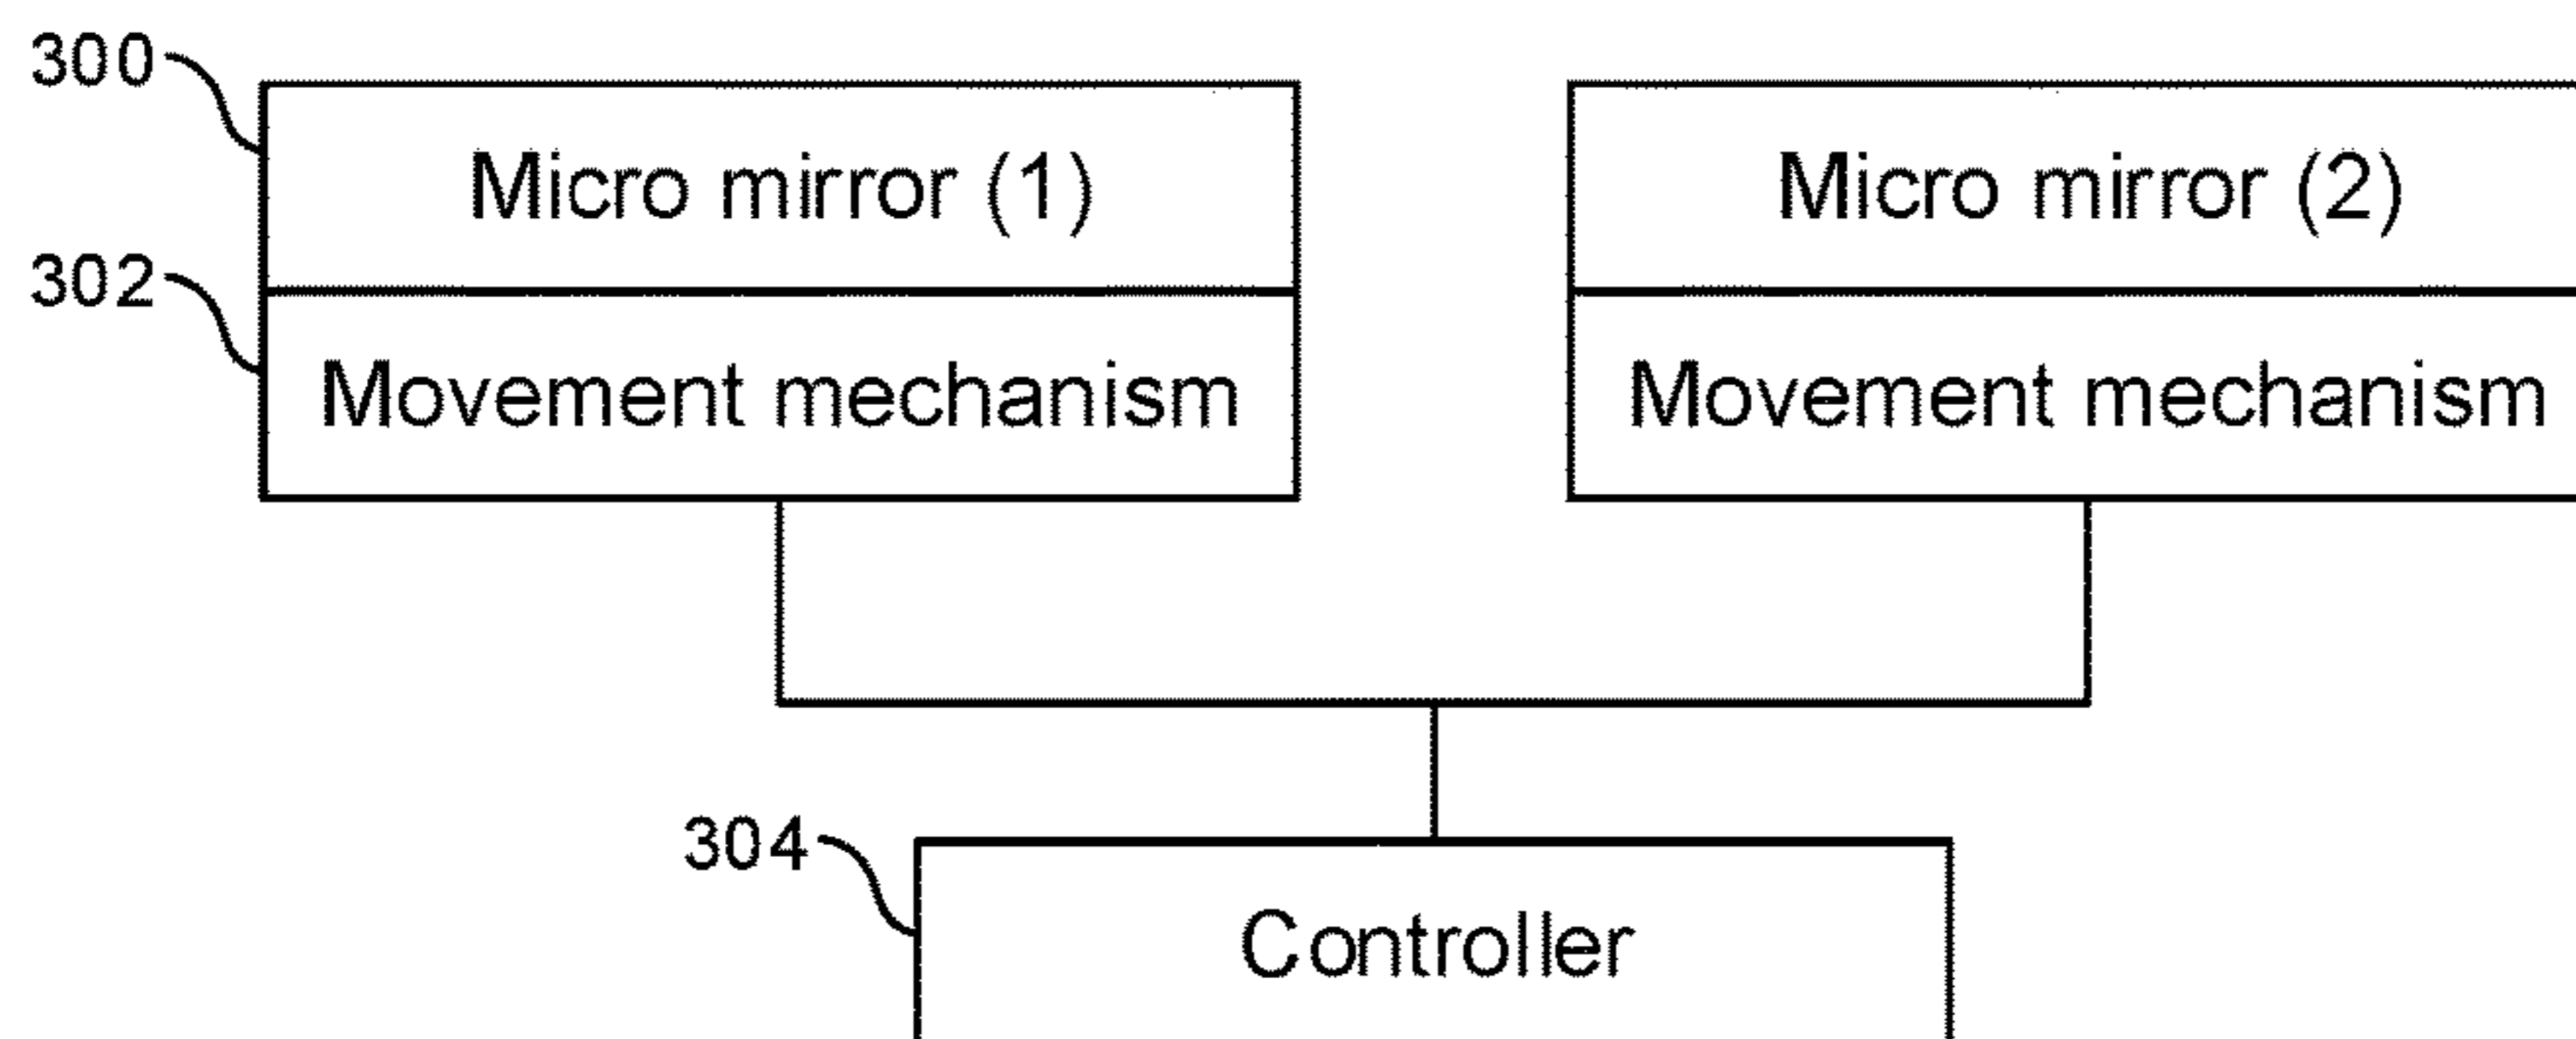 300
Micro mirror (1)
Micro mirror (2)
302
Movement mechanism
Movement mechanism
304
Controller